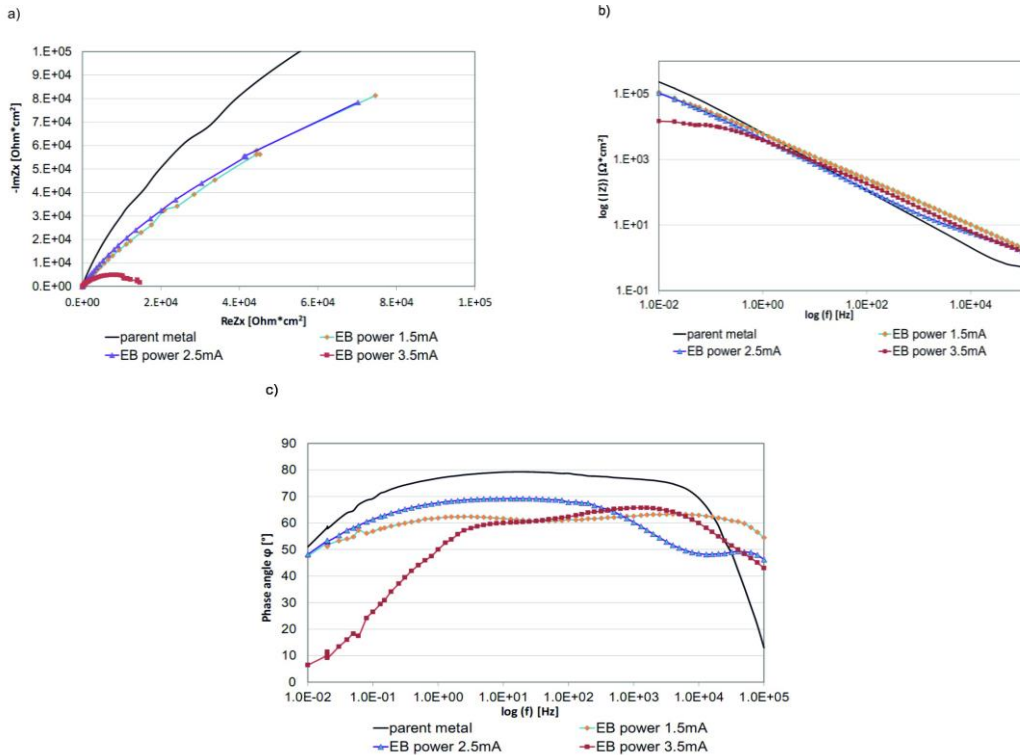 a)
1.E+05
9.E+04
8.E+04
7.E+04
6.E+04
5.E+04
4.E+04
3.E+04
2.E+04
1.E+04
0.E+00
-ImZx [Ohm*cm²]
0.E+00 2.E+04 4.E+04 6.E+04 8.E+04 1.E+05
ReZx [Ohm*cm²]
parent metal EB power 1.5mA
EB power 2.5mA EB power 3.5mA
b)
1.E+05
1.E+03
1.E+01
1.E-01
log (|Z|) [Ω*cm²]
1.E-02 1.E+00 1.E+02 1.E+04
log (f) [Hz]
parent metal EB power 1.5mA
EB power 2.5mA EB power 3.5mA
c)
90
80
70
60
50
40
30
20
10
0
Phase angle φ [°]
1.0E-02 1.0E-01 1.0E+00 1.0E+01 1.0E+02 1.0E+03 1.0E+04 1.0E+05
log (f) [Hz]
parent metal EB power 1.5mA
EB power 2.5mA EB power 3.5mA